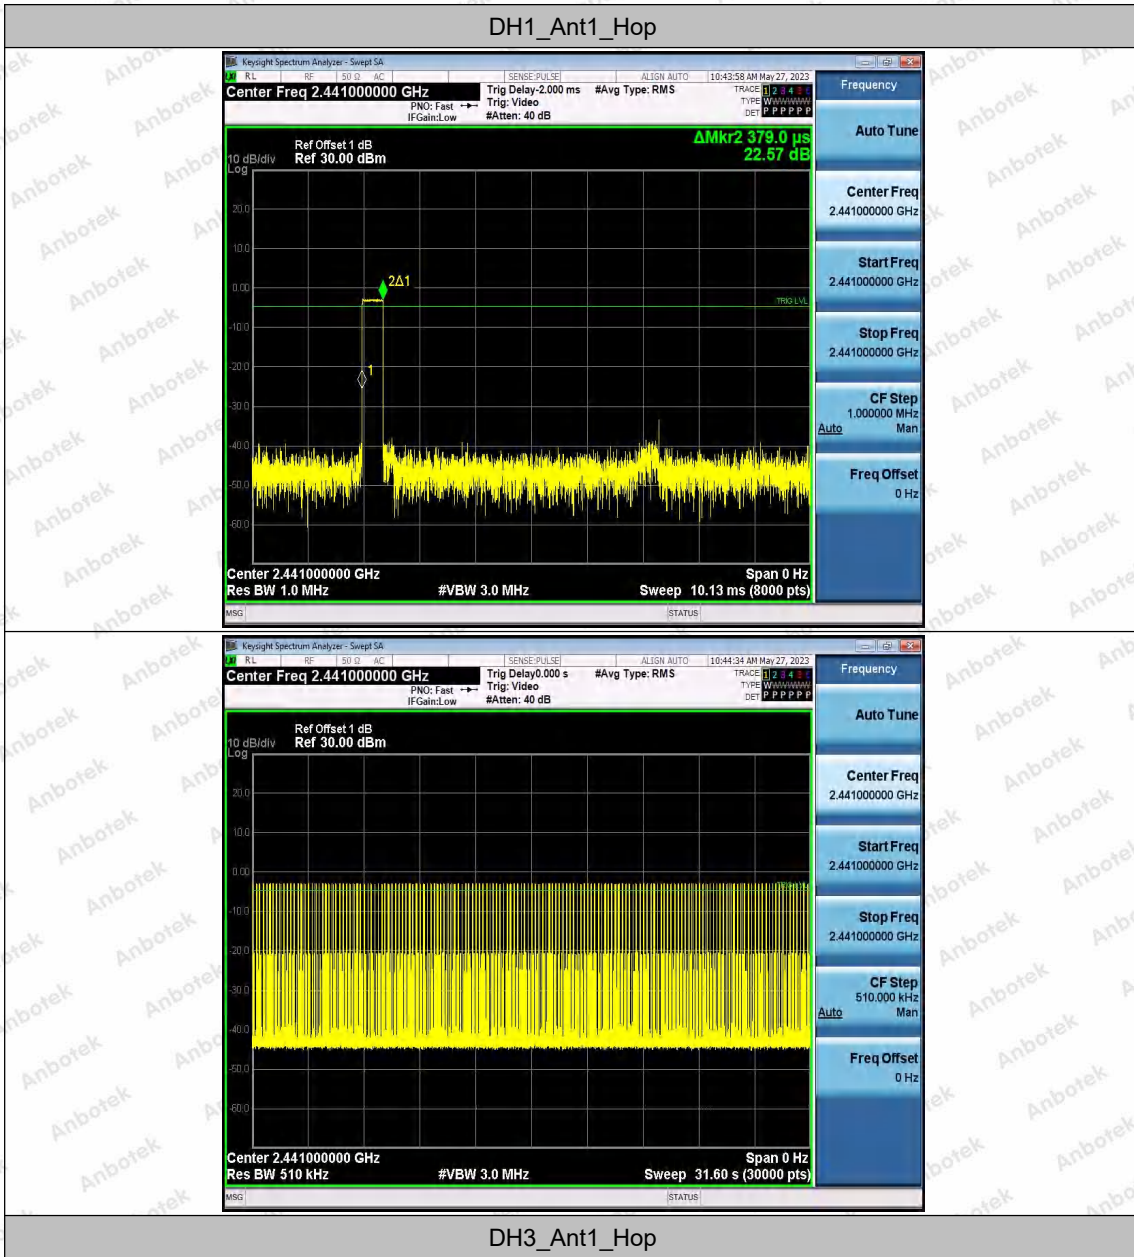 DH1_Ant1_Hop
Keysight Spectrum Analyzer - Swept SA
RL RF 50 Ω AC SENSE:PULSE ALIGN AUTO 10:43:58 AM May 27, 2023
Center Freq 2.441000000 GHz
PNO: Fast
IFGain:Low
Trig Delay-2.000 ms
Trig: Video
#Atten: 40 dB
#Avg Type: RMS
TRACE 1 2 3 4 5 6
TYPE WWWWWW
DET P P P P P P
ΔMkr2 379.0 µs
22.57 dB
Ref Offset 1 dB
10 dB/div Ref 30.00 dBm
Log
20.0
10.0
0.00
-10.0
-20.0
-30.0
-40.0
-50.0
-60.0
2Δ1
1
TRIG LVL
Center 2.441000000 GHz Span 0 Hz
Res BW 1.0 MHz #VBW 3.0 MHz Sweep 10.13 ms (8000 pts)
MSG STATUS
Frequency
Auto Tune
Center Freq
2.441000000 GHz
Start Freq
2.441000000 GHz
Stop Freq
2.441000000 GHz
CF Step
1.000000 MHz
Auto Man
Freq Offset
0 Hz
Keysight Spectrum Analyzer - Swept SA
RL RF 50 Ω AC SENSE:PULSE ALIGN AUTO 10:44:34 AM May 27, 2023
Center Freq 2.441000000 GHz
PNO: Fast
IFGain:Low
Trig Delay0.000 s
Trig: Video
#Atten: 40 dB
#Avg Type: RMS
TRACE 1 2 3 4 5 6
TYPE WWWWWW
DET P P P P P P
Ref Offset 1 dB
10 dB/div Ref 30.00 dBm
Log
20.0
10.0
0.00
-10.0
-20.0
-30.0
-40.0
-50.0
-60.0
TRIG LVL
Center 2.441000000 GHz Span 0 Hz
Res BW 510 kHz #VBW 3.0 MHz Sweep 31.60 s (30000 pts)
MSG STATUS
Frequency
Auto Tune
Center Freq
2.441000000 GHz
Start Freq
2.441000000 GHz
Stop Freq
2.441000000 GHz
CF Step
510.000 kHz
Auto Man
Freq Offset
0 Hz
DH3_Ant1_Hop